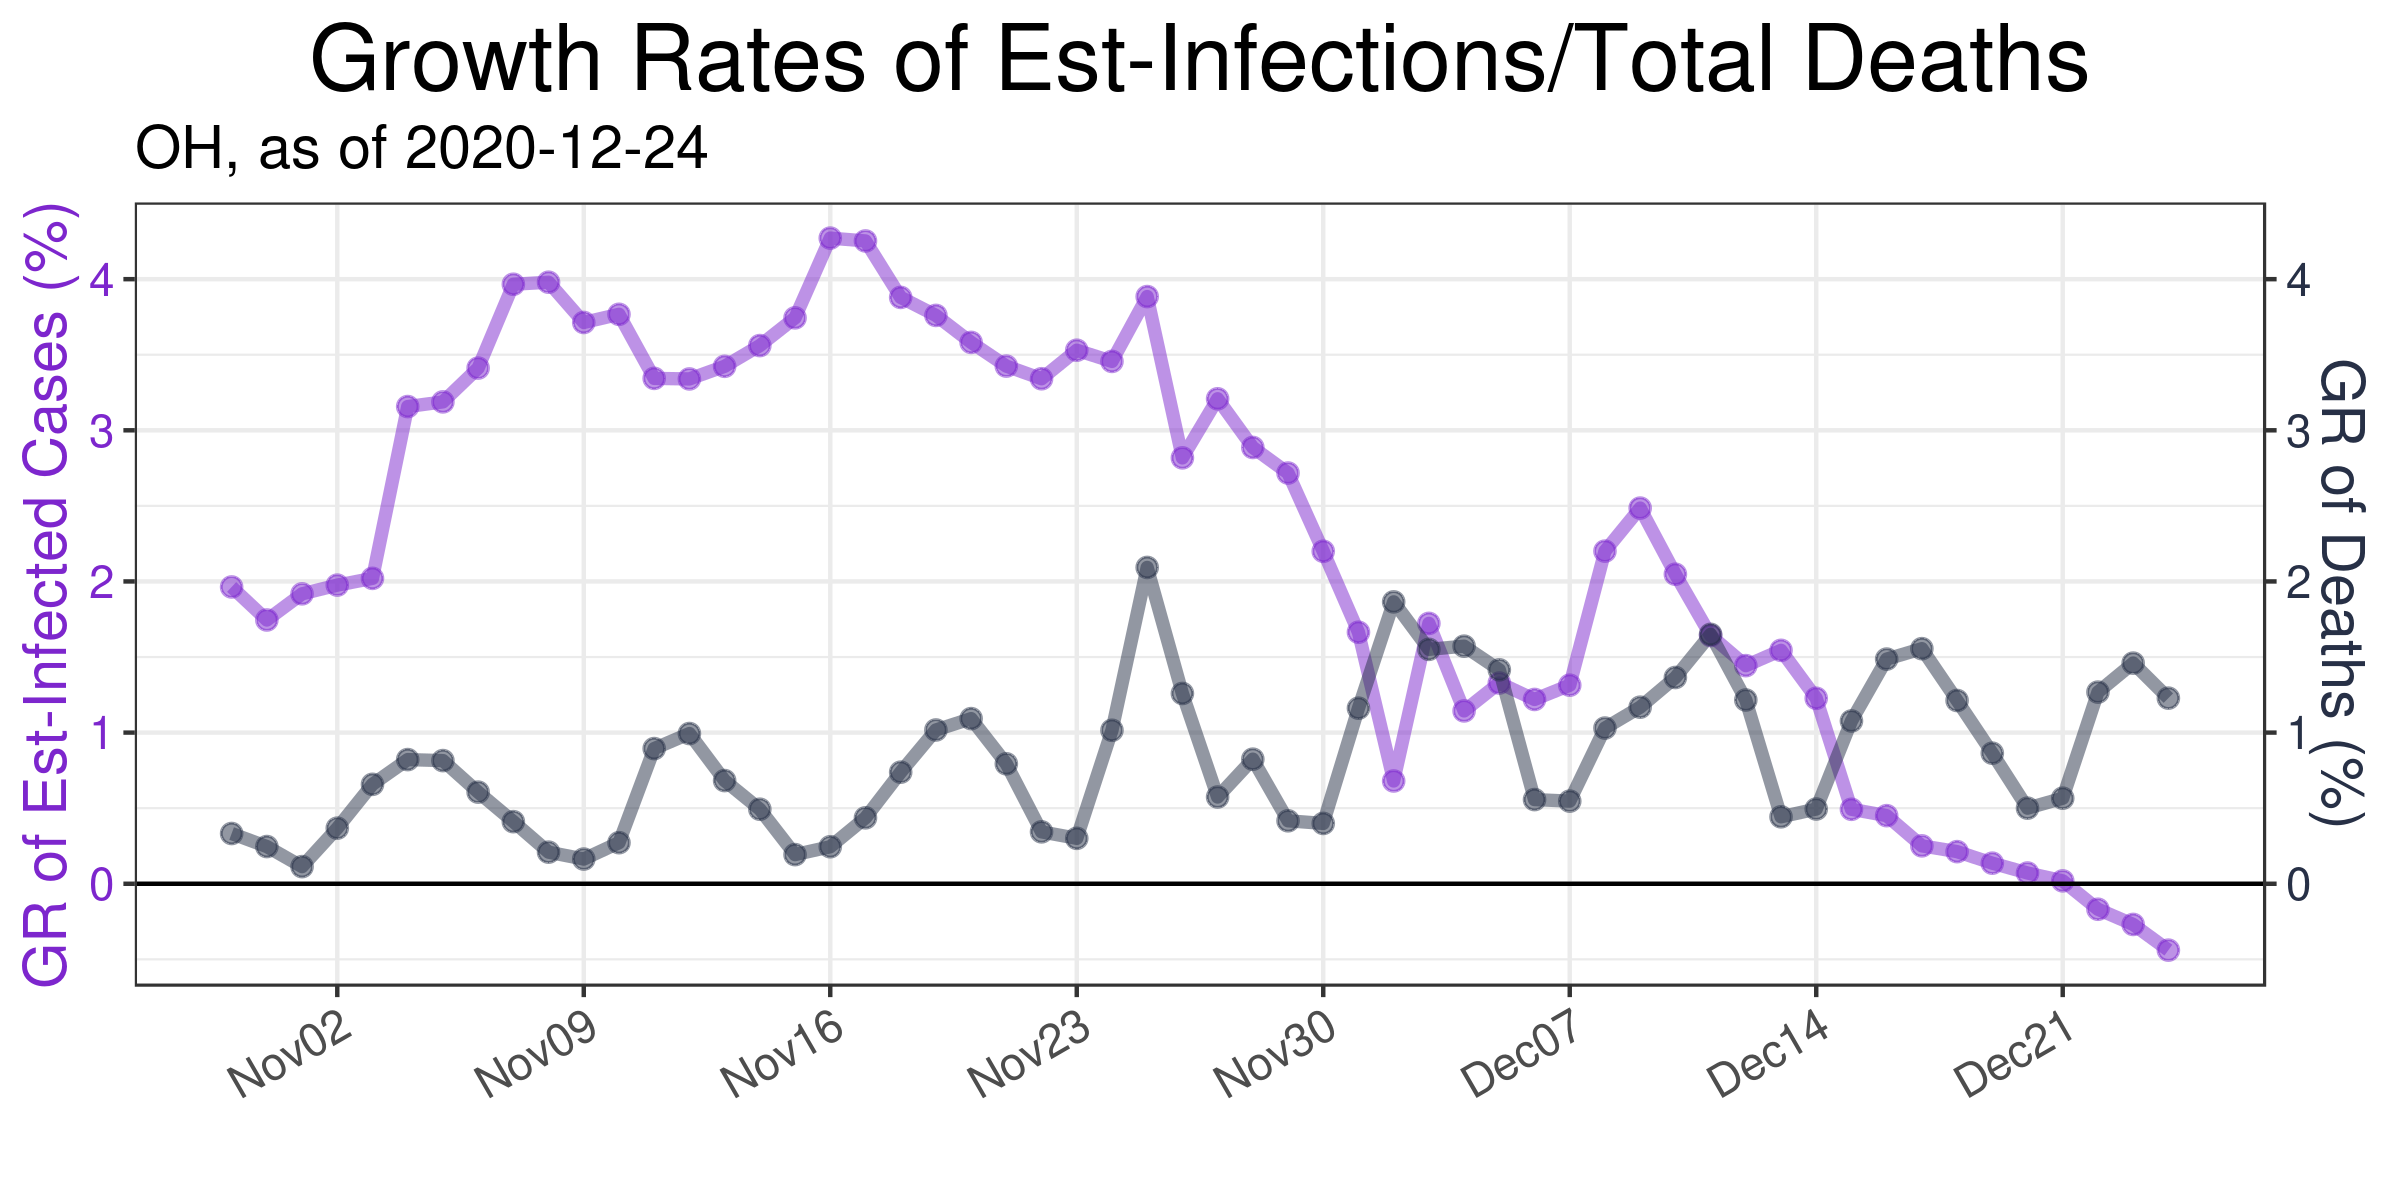 Growth Rates of Est-Infections/Total Deaths
OH, as of 2020-12-24
GR of Est-Infected Cases (%)
4
3
2
1
0
4
3
2
1
0
GR of Deaths (%)
Nov02
Nov09
Nov16
Nov23
Nov30
Dec07
Dec14
Dec21